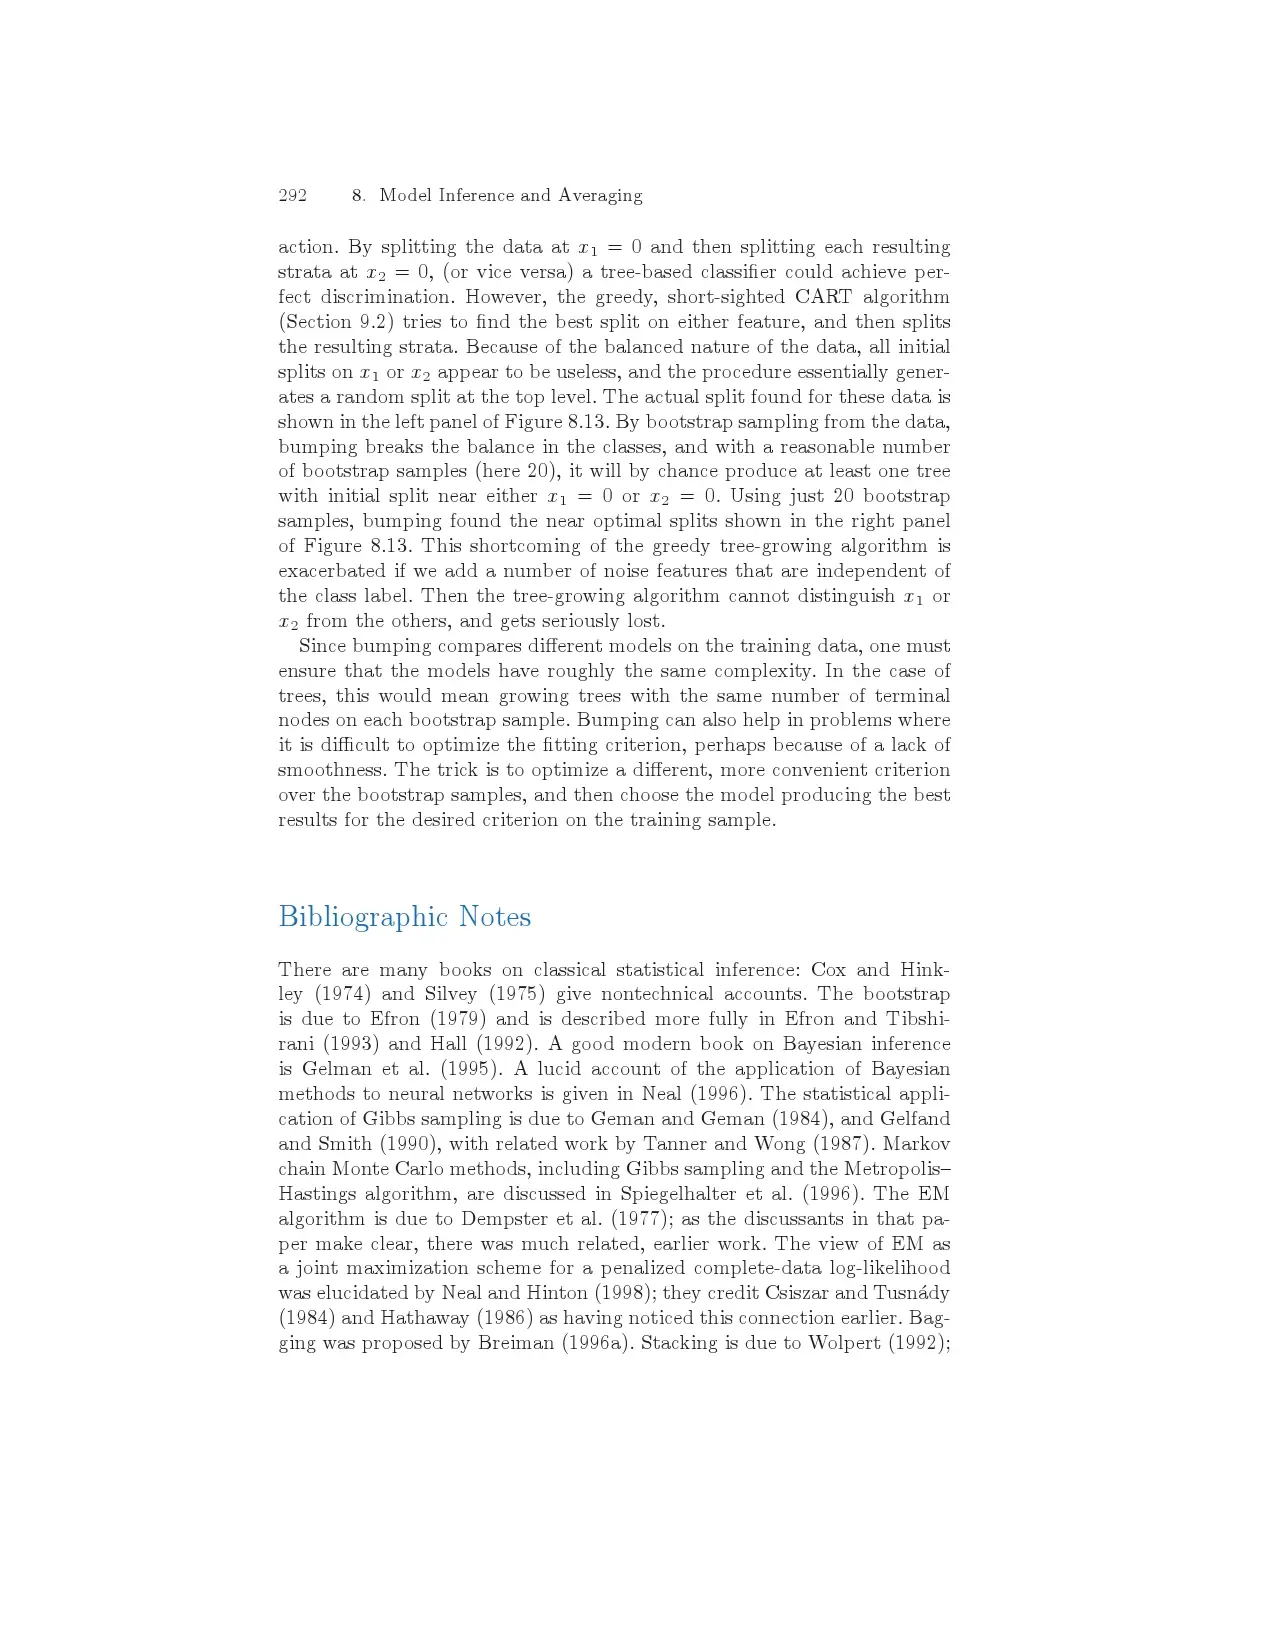 292 8. Model Inference and Averaging
action. By splitting the data at x1 = 0 and then splitting each resulting
strata at x2 = 0, (or vice versa) a tree-based classifier could achieve per-
fect discrimination. However, the greedy, short-sighted CART algorithm
(Section 9.2) tries to find the best split on either feature, and then splits
the resulting strata. Because of the balanced nature of the data, all initial
splits on x1 or x2 appear to be useless, and the procedure essentially gener-
ates a random split at the top level. The actual split found for these data is
shown in the left panel of Figure 8.13. By bootstrap sampling from the data,
bumping breaks the balance in the classes, and with a reasonable number
of bootstrap samples (here 20), it will by chance produce at least one tree
with initial split near either x1 = 0 or x2 = 0. Using just 20 bootstrap
samples, bumping found the near optimal splits shown in the right panel
of Figure 8.13. This shortcoming of the greedy tree-growing algorithm is
exacerbated if we add a number of noise features that are independent of
the class label. Then the tree-growing algorithm cannot distinguish x1 or
x2 from the others, and gets seriously lost.
Since bumping compares different models on the training data, one must
ensure that the models have roughly the same complexity. In the case of
trees, this would mean growing trees with the same number of terminal
nodes on each bootstrap sample. Bumping can also help in problems where
it is difficult to optimize the fitting criterion, perhaps because of a lack of
smoothness. The trick is to optimize a different, more convenient criterion
over the bootstrap samples, and then choose the model producing the best
results for the desired criterion on the training sample.
Bibliographic Notes
There are many books on classical statistical inference: Cox and Hink-
ley (1974) and Silvey (1975) give nontechnical accounts. The bootstrap
is due to Efron (1979) and is described more fully in Efron and Tibshi-
rani (1993) and Hall (1992). A good modern book on Bayesian inference
is Gelman et al. (1995). A lucid account of the application of Bayesian
methods to neural networks is given in Neal (1996). The statistical appli-
cation of Gibbs sampling is due to Geman and Geman (1984), and Gelfand
and Smith (1990), with related work by Tanner and Wong (1987). Markov
chain Monte Carlo methods, including Gibbs sampling and the Metropolis–
Hastings algorithm, are discussed in Spiegelhalter et al. (1996). The EM
algorithm is due to Dempster et al. (1977); as the discussants in that pa-
per make clear, there was much related, earlier work. The view of EM as
a joint maximization scheme for a penalized complete-data log-likelihood
was elucidated by Neal and Hinton (1998); they credit Csiszar and Tusnády
(1984) and Hathaway (1986) as having noticed this connection earlier. Bag-
ging was proposed by Breiman (1996a). Stacking is due to Wolpert (1992);